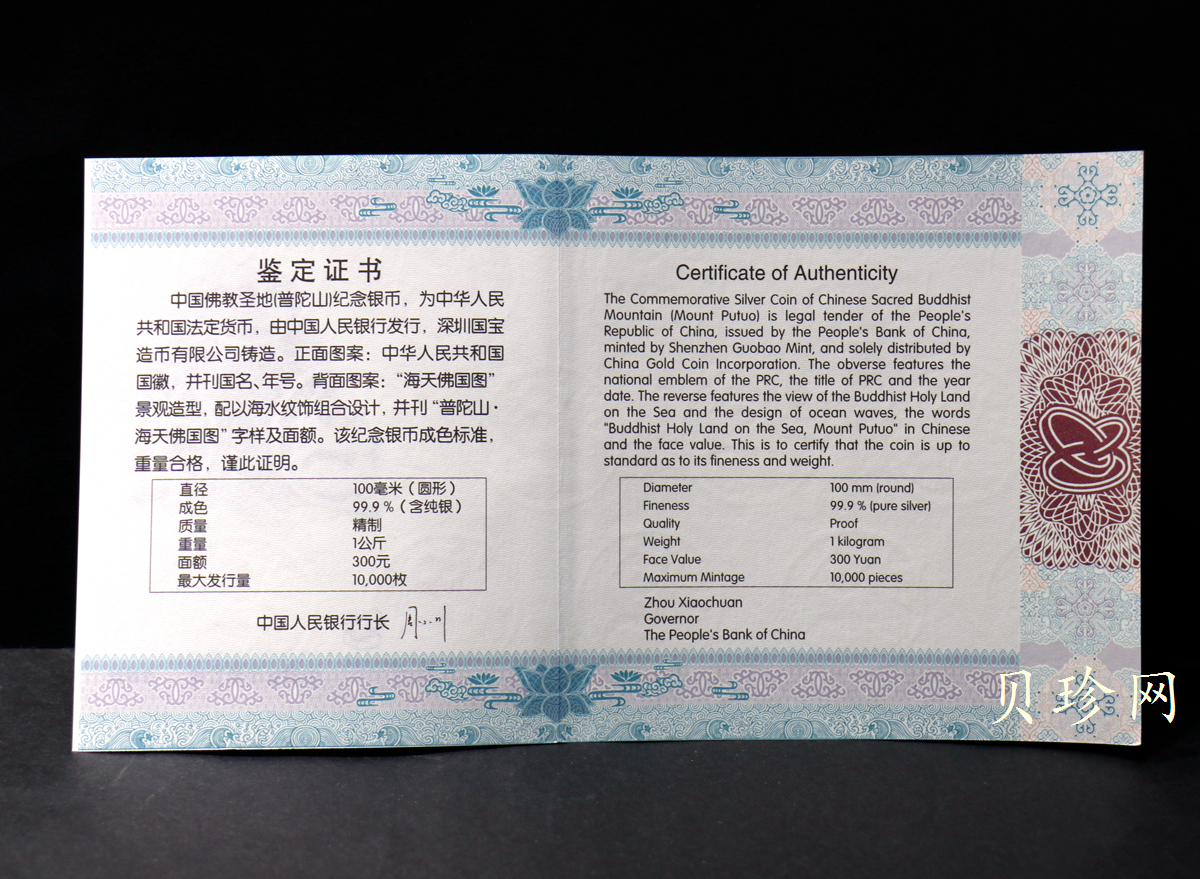 鉴定证书
中国佛教圣地(普陀山)纪念银币，为中华人民
共和国法定货币，由中国人民银行发行，深圳国宝
造币有限公司铸造。正面图案：中华人民共和国
国徽，并刊国名、年号。背面图案：“海天佛国图”
景观造型，配以海水纹饰组合设计，并刊“普陀山·
海天佛国图”字样及面额。该纪念银币成色标准，
重量合格，谨此证明。
直径 100毫米（圆形）
成色 99.9％（含纯银）
质量 精制
重量 1公斤
面额 300元
最大发行量 10,000枚
中国人民银行行长
Certificate of Authenticity
The Commemorative Silver Coin of Chinese Sacred Buddhist
Mountain (Mount Putuo) is legal tender of the People's
Republic of China, issued by the People's Bank of China,
minted by Shenzhen Guobao Mint, and solely distributed by
China Gold Coin Incorporation. The obverse features the
national emblem of the PRC, the title of PRC and the year
date. The reverse features the view of the Buddhist Holy Land
on the Sea and the design of ocean waves, the words
"Buddhist Holy Land on the Sea, Mount Putuo" in Chinese
and the face value. This is to certify that the coin is up to
standard as to its fineness and weight.
Diameter 100 mm (round)
Fineness 99.9 % (pure silver)
Quality Proof
Weight 1 kilogram
Face Value 300 Yuan
Maximum Mintage 10,000 pieces
Zhou Xiaochuan
Governor
The People's Bank of China
贝珍网